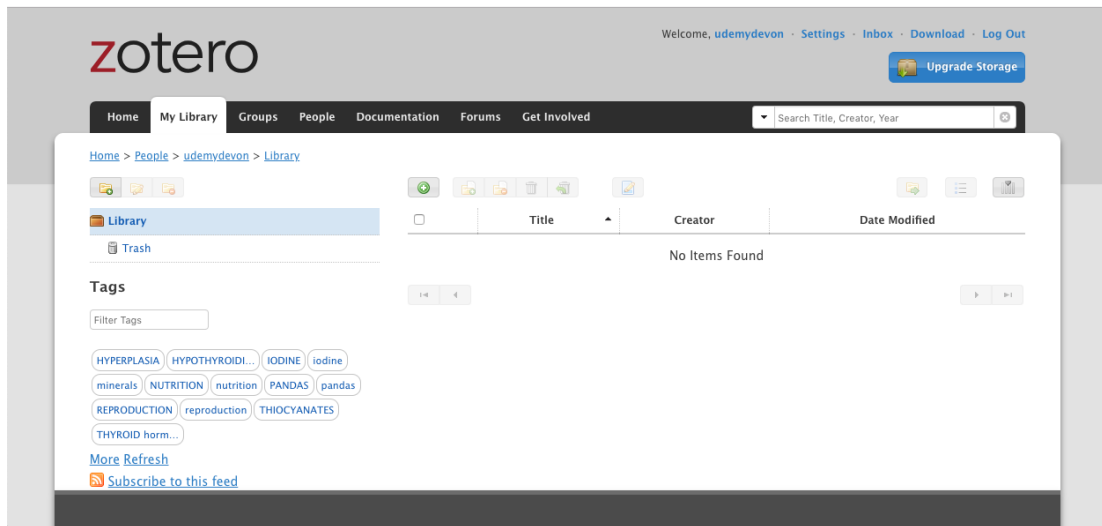 zotero
Welcome, udemydevon · Settings · Inbox · Download · Log Out
Upgrade Storage
Home My Library Groups People Documentation Forums Get Involved
Search Title, Creator, Year
Home > People > udemydevon > Library
Library
Trash
Title Creator Date Modified
No Items Found
Tags
Filter Tags
HYPERPLASIA HYPOTHYROIDI... IODINE iodine
minerals NUTRITION nutrition PANDAS pandas
REPRODUCTION reproduction THIOCYANATES
THYROID horm...
More Refresh
Subscribe to this feed